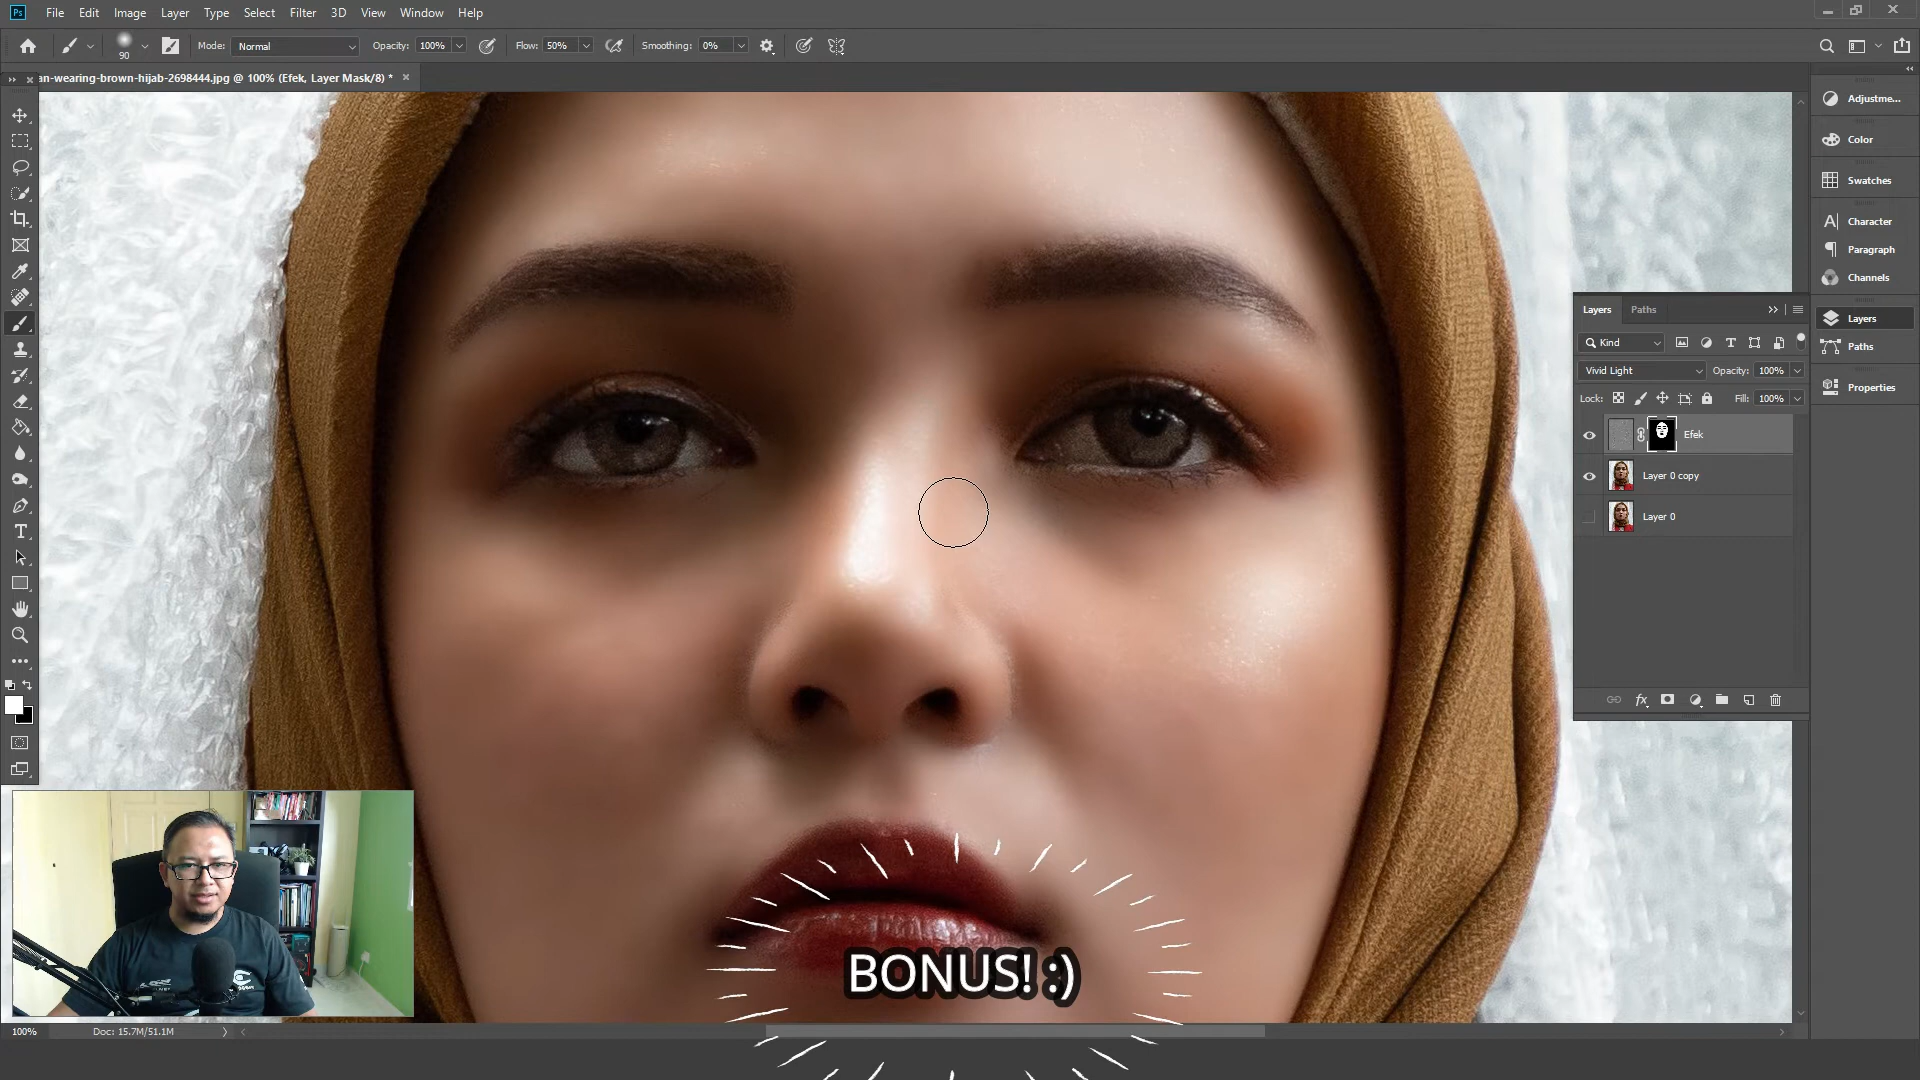 Ps File Edit Image Layer Type Select Filter 3D View Window Help
90 Mode: Normal Opacity: 100% Flow: 50% Smoothing: 0%
an-wearing-brown-hijab-2698444.jpg @ 100% (Efek, Layer Mask/8) *
Adjustme...
Color
Swatches
Character
Paragraph
Channels
Layers
Paths
Properties
Layers Paths
Kind
Vivid Light Opacity: 100%
Lock: Fill: 100%
Efek
Layer 0 copy
Layer 0
fx
BONUS! :)
100% Doc: 15.7M/51.1M